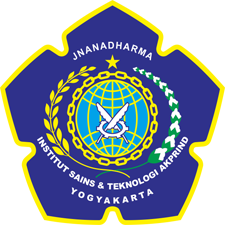 JNANADHARMA
INSTITUT SAINS & TEKNOLOGI AKPRIND
YOGYAKARTA